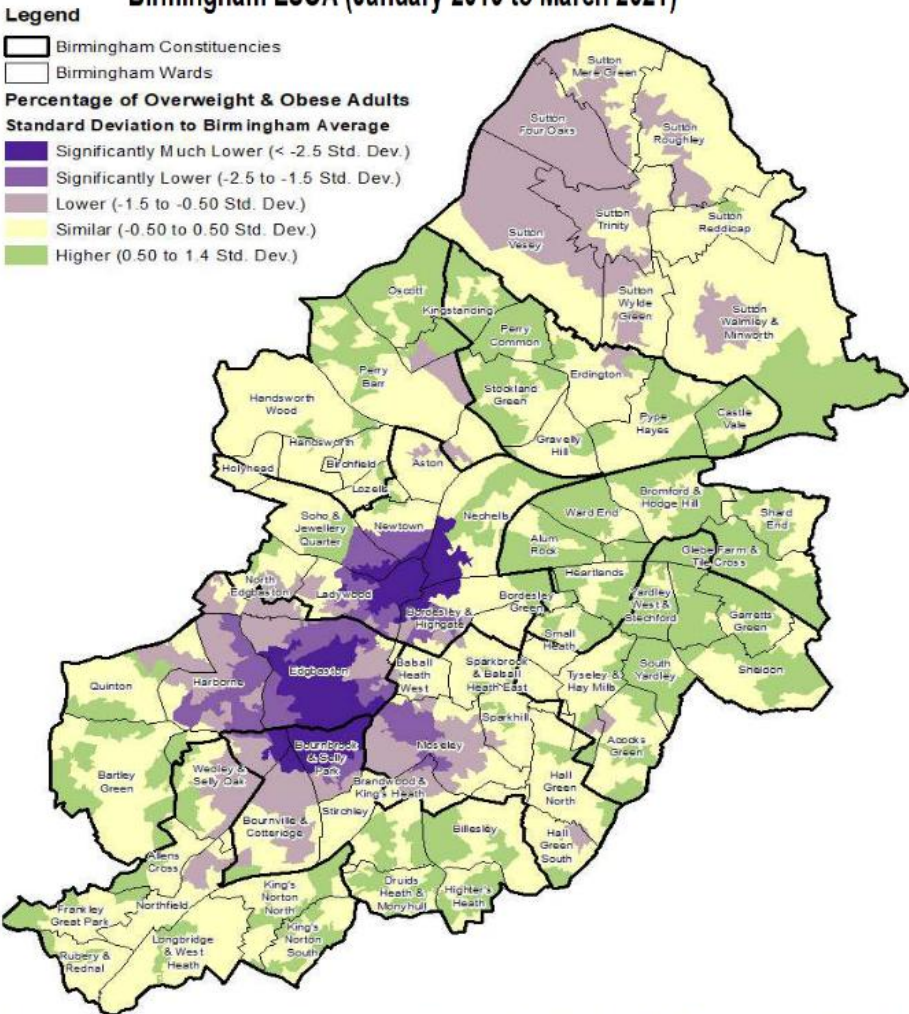 Birmingham LSOA (January 2016 to March 2021)
Legend
Birmingham Constituencies
Birmingham Wards
Percentage of Overweight & Obese Adults
Standard Deviation to Birmingham Average
Significantly Much Lower (< -2.5 Std. Dev.)
Significantly Lower (-2.5 to -1.5 Std. Dev.)
Lower (-1.5 to -0.50 Std. Dev.)
Similar (-0.50 to 0.50 Std. Dev.)
Higher (0.50 to 1.4 Std. Dev.)
Sutton
Mere Green
Sutton
Four Oaks
Sutton
Roughley
Sutton
Trinity
Sutton
Reddicap
Sutton
Vesey
Sutton
Wylde
Green
Sutton
Walmley &
Minworth
Oscott
Kingstanding
Perry
Common
Perry
Barr
Erdington
Stockland
Green
Handsworth
Wood
Pype
Hayes
Castle
Vale
Gravelly
Hill
Handsworth
Holyhead
Birchfield
Aston
Lozells
Bromford &
Hodge Hill
Soho &
Jewellery
Quarter
Newtown
Nechells
Ward End
Shard
End
Alum
Rock
Glebe Farm &
Tile Cross
Heartlands
North
Edgbaston
Ladywood
Bordesley
Green
Yardley
West &
Stechford
Bordesley &
Highgate
Garretts
Green
Small
Heath
Edgbaston
Balsall
Heath
West
Sparkbrook
& Balsall
Heath East
Tyseley &
Hay Mills
South
Yardley
Sheldon
Quinton
Harborne
Sparkhill
Bournbrook
& Selly
Park
Moseley
Acocks
Green
Bartley
Green
Weoley &
Selly Oak
Brandwood &
King's Heath
Hall
Green
North
Stirchley
Bournville &
Cotteridge
Billesley
Hall
Green
South
Allens
Cross
Druids
Heath &
Monyhull
Highter's
Heath
King's
Norton
North
Frankley
Great Park
Northfield
King's
Norton
South
Longbridge
& West
Heath
Rubery &
Rednal